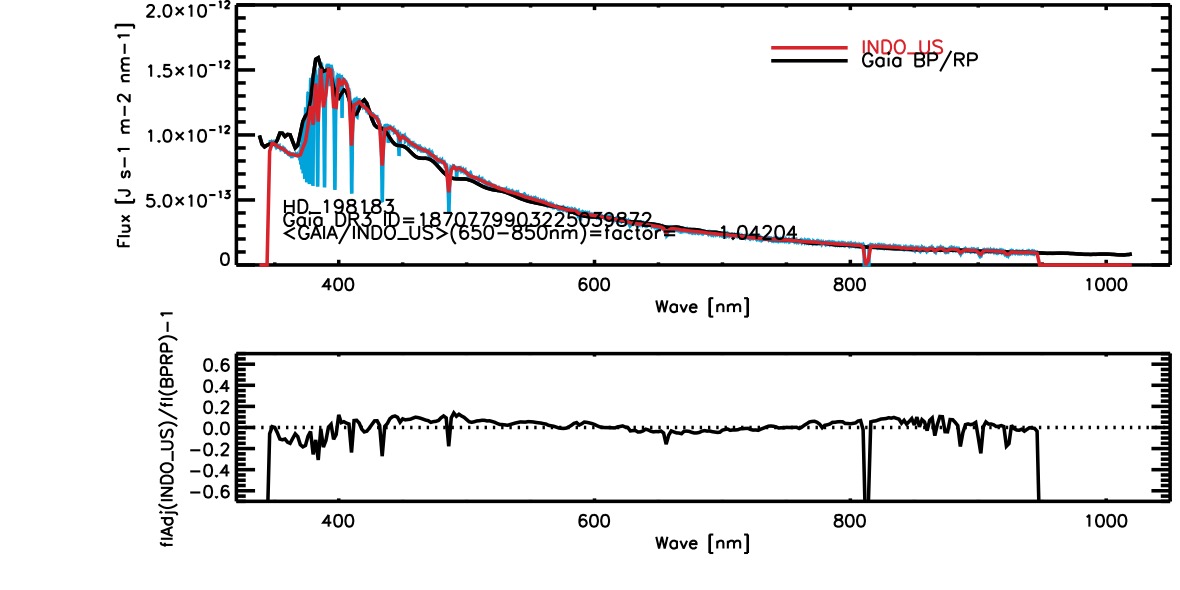 2.0×10−12
1.5×10−12
1.0×10−12
5.0×10−13
0
Flux [J s−1 m−2 nm−1]
INDO_US
Gaia BP/RP
HD_198183
Gaia DR3 ID=1870779903225039872
<GAIA/INDO_US>(650−850nm)=factor= 1.04204
400 600 800 1000
Wave [nm]
0.6
0.4
0.2
0.0
−0.2
−0.4
−0.6
flAdj(INDO_US)/fl(BPRP)−1
400 600 800 1000
Wave [nm]